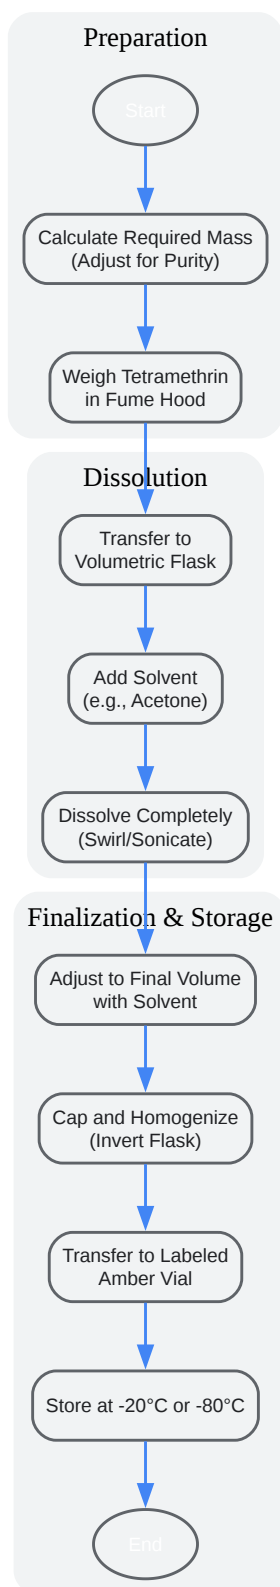 Preparation
Start
Calculate Required Mass
(Adjust for Purity)
Weigh Tetramethrin
in Fume Hood
Dissolution
Transfer to
Volumetric Flask
Add Solvent
(e.g., Acetone)
Dissolve Completely
(Swirl/Sonicate)
Finalization & Storage
Adjust to Final Volume
with Solvent
Cap and Homogenize
(Invert Flask)
Transfer to Labeled
Amber Vial
Store at -20°C or -80°C
End